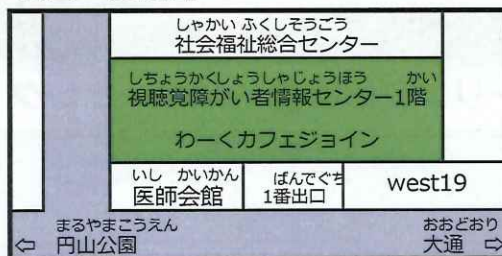 しゃかい ふくしそうごう
社会福祉総合センター
しちょうかくしょうしゃじょうほう かい
視聴覚障がい者情報センター1階
わーくカフェジョイン
いし かいかん
医師会館
ばんでぐち
1番出口
west19
まるやまこうえん
⇦ 円山公園
おおどおり
大通 ⇨